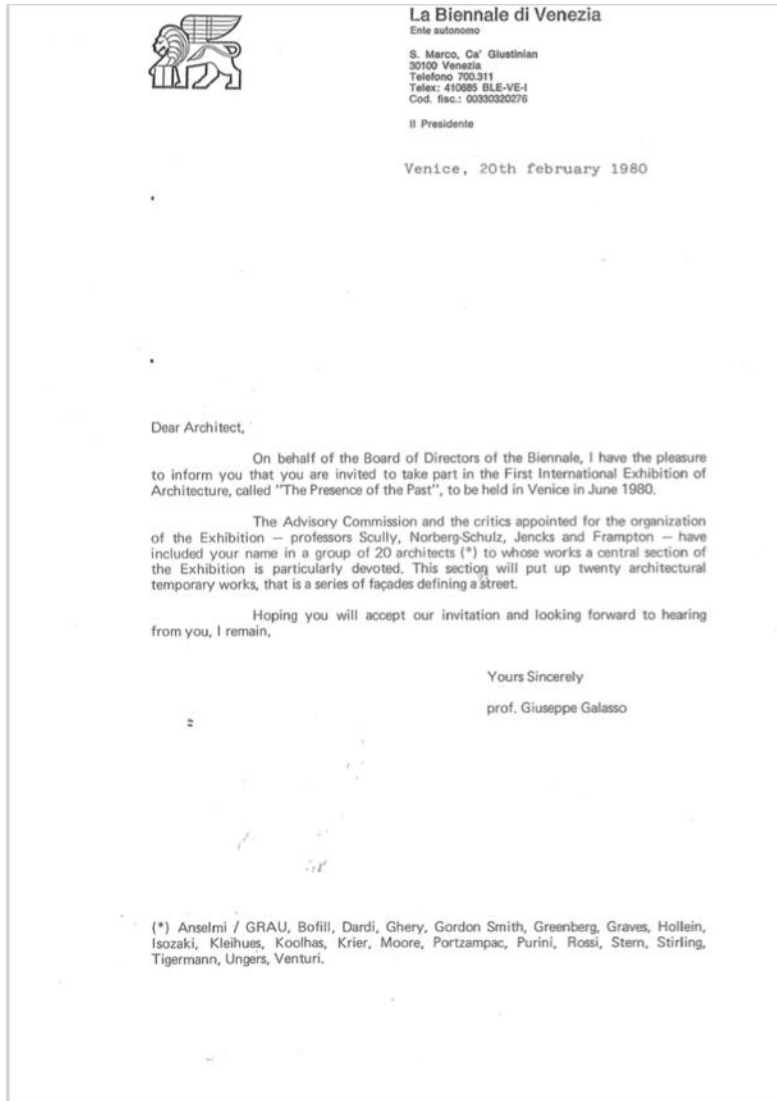 La Biennale di Venezia
Ente autonomo
S. Marco, Ca' Giustinian
30100 Venezia
Telefono 700.311
Telex: 410685 BLE-VE-I
Cod. fisc.: 00330320276
Il Presidente
Venice, 20th february 1980
Dear Architect,
On behalf of the Board of Directors of the Biennale, I have the pleasure
to inform you that you are invited to take part in the First International Exhibition of
Architecture, called "The Presence of the Past", to be held in Venice in June 1980.
The Advisory Commission and the critics appointed for the organization
of the Exhibition — professors Scully, Norberg-Schulz, Jencks and Frampton — have
included your name in a group of 20 architects (*) to whose works a central section of
the Exhibition is particularly devoted. This section will put up twenty architectural
temporary works, that is a series of façades defining a street.
Hoping you will accept our invitation and looking forward to hearing
from you, I remain,
Yours Sincerely
prof. Giuseppe Galasso
(*) Anselmi / GRAU, Bofill, Dardi, Ghery, Gordon Smith, Greenberg, Graves, Hollein,
Isozaki, Kleihues, Koolhas, Krier, Moore, Portzampac, Purini, Rossi, Stern, Stirling,
Tigermann, Ungers, Venturi.